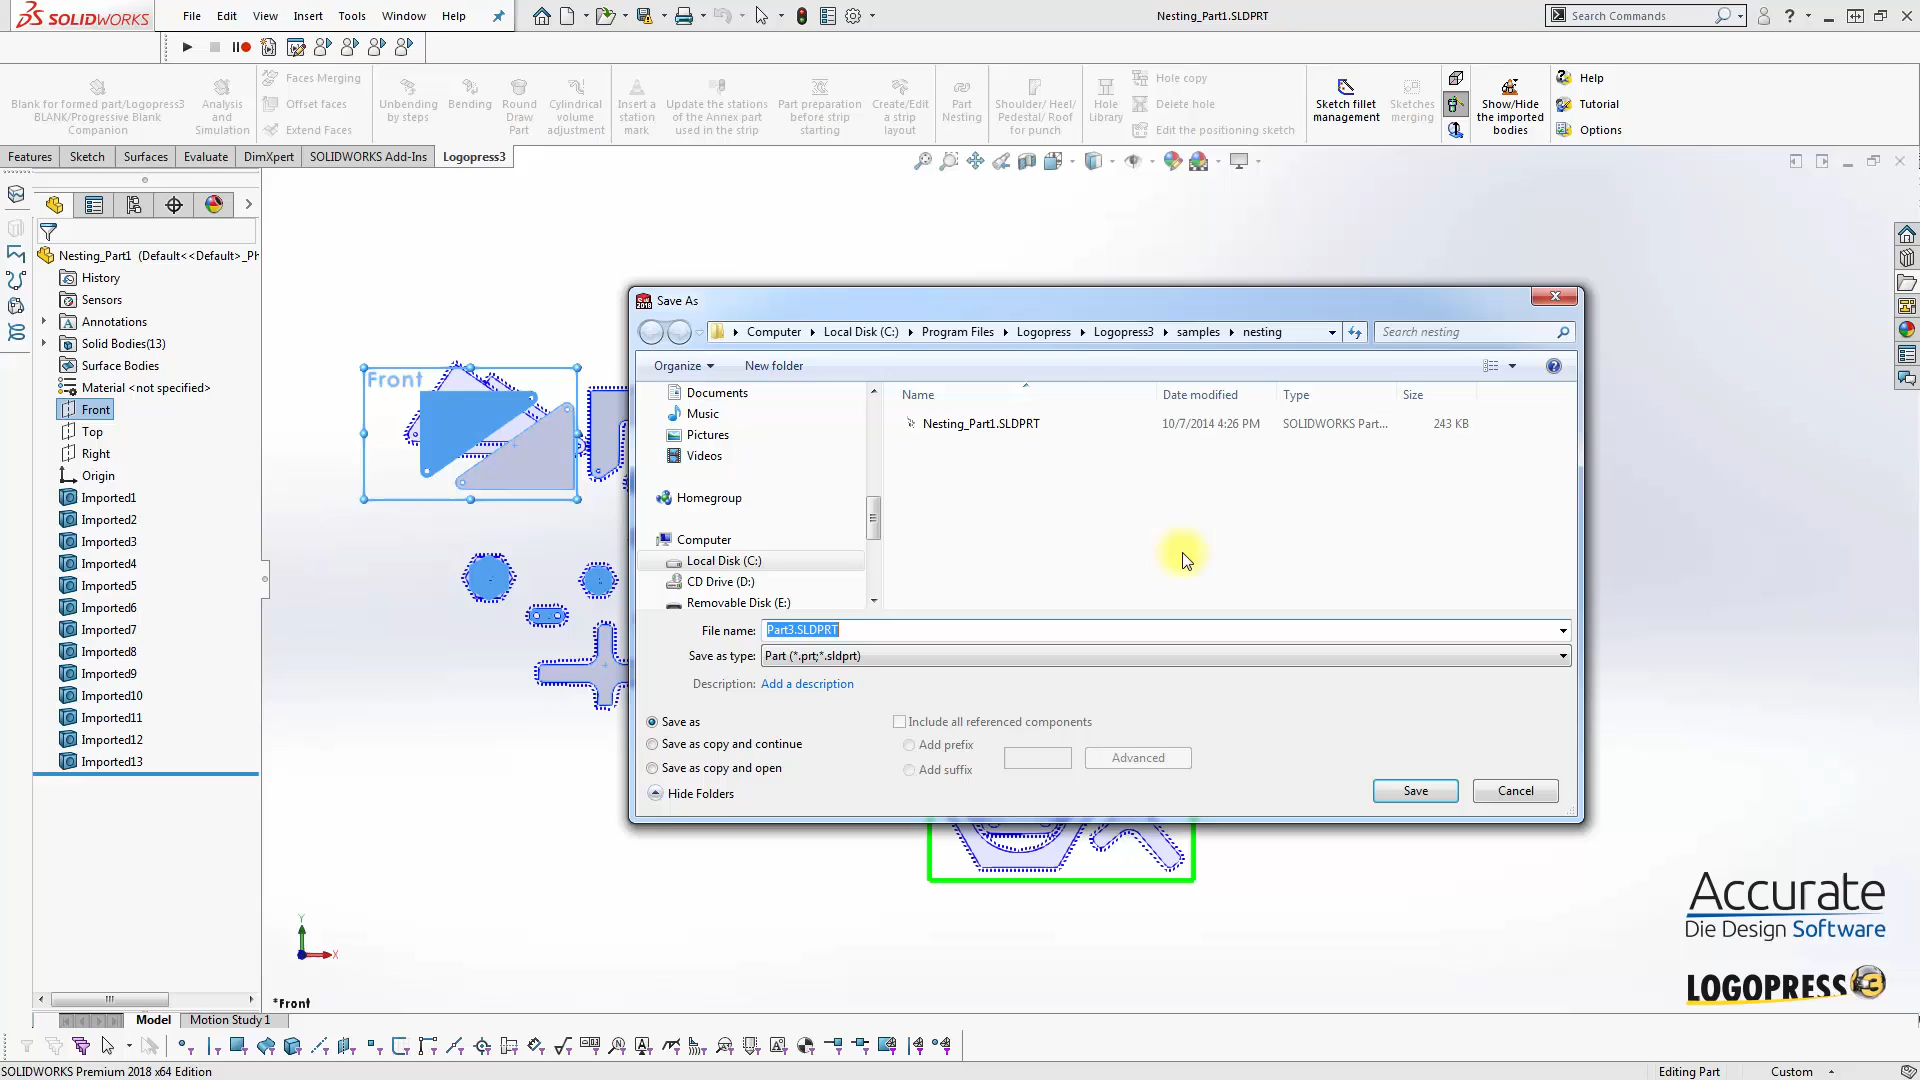 SOLIDWORKS
File Edit View Insert Tools Window Help
Nesting_Part1.SLDPRT
Search Commands
Blank for formed part/Logopress3 BLANK/Progressive Blank Companion
Analysis and Simulation
Faces Merging
Offset faces
Extend Faces
Unbending by steps
Bending
Round Draw Part
Cylindrical volume adjustment
Insert a station mark
Update the stations of the Annex part used in the strip
Part preparation before strip starting
Create/Edit a strip layout
Part Nesting
Shoulder/ Heel/ Pedestal/ Roof for punch
Hole Library
Hole copy
Delete hole
Edit the positioning sketch
Sketch fillet management
Sketches merging
Show/Hide the imported bodies
Help
Tutorial
Options
Features Sketch Surfaces Evaluate DimXpert SOLIDWORKS Add-Ins Logopress3
Nesting_Part1 (Default<<Default>_Ph
History
Sensors
Annotations
Solid Bodies(13)
Surface Bodies
Material <not specified>
Front
Top
Right
Origin
Imported1
Imported2
Imported3
Imported4
Imported5
Imported6
Imported7
Imported8
Imported9
Imported10
Imported11
Imported12
Imported13
Front
Save As
Computer Local Disk (C:) Program Files Logopress Logopress3 samples nesting
Search nesting
Organize New folder
Documents
Music
Pictures
Videos
Homegroup
Computer
Local Disk (C:)
CD Drive (D:)
Removable Disk (E:)
Name Date modified Type Size
Nesting_Part1.SLDPRT 10/7/2014 4:26 PM SOLIDWORKS Part... 243 KB
File name: Part3.SLDPRT
Save as type: Part (*.prt;*.sldprt)
Description: Add a description
Save as
Save as copy and continue
Save as copy and open
Include all referenced components
Add prefix
Add suffix
Advanced
Hide Folders
Save Cancel
Y
X
*Front
Accurate
Die Design Software
LOGOPRESS 3
Model Motion Study 1
SOLIDWORKS Premium 2018 x64 Edition
Editing Part Custom